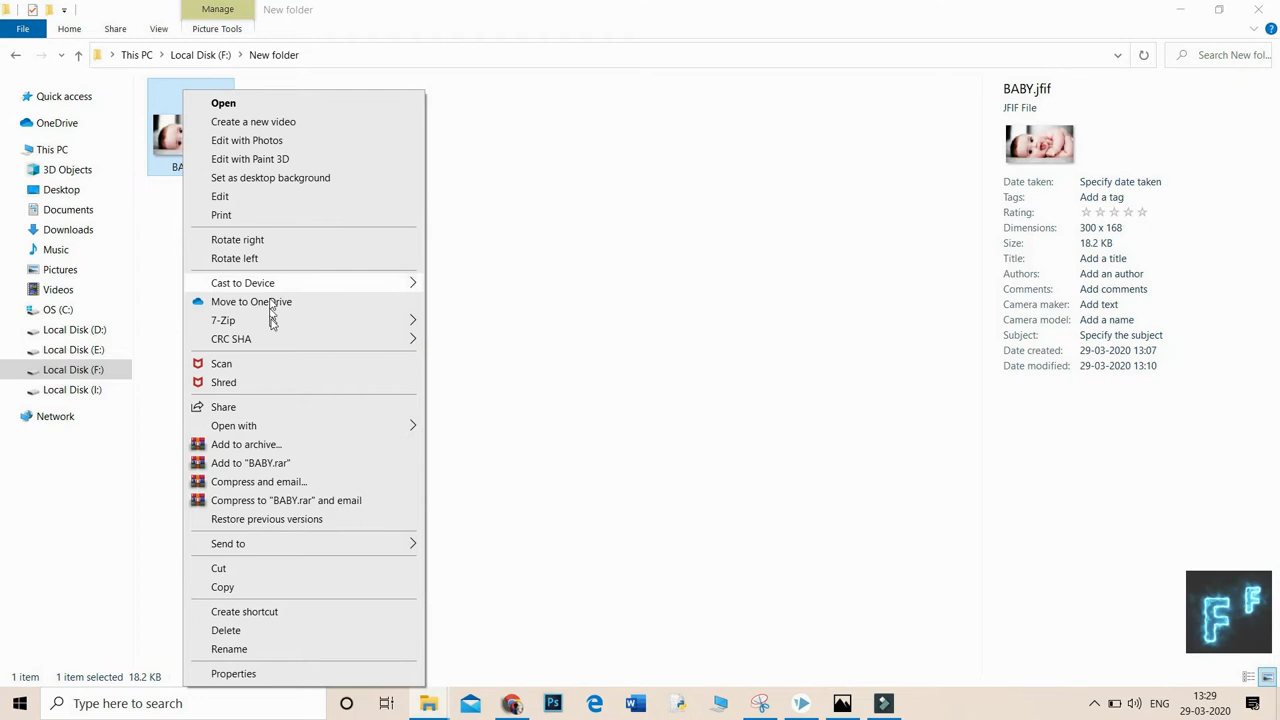 Manage
New folder
File
Home
Share
View
Picture Tools
This PC
Local Disk (F:)
New folder
Search New fol...
Quick access
OneDrive
This PC
3D Objects
Desktop
Documents
Downloads
Music
Pictures
Videos
OS (C:)
Local Disk (D:)
Local Disk (E:)
Local Disk (F:)
Local Disk (I:)
Network
Open
Create a new video
Edit with Photos
Edit with Paint 3D
Set as desktop background
Edit
Print
Rotate right
Rotate left
Cast to Device
Move to OneDrive
7-Zip
CRC SHA
Scan
Shred
Share
Open with
Add to archive...
Add to "BABY.rar"
Compress and email...
Compress to "BABY.rar" and email
Restore previous versions
Send to
Cut
Copy
Create shortcut
Delete
Rename
Properties
BABY.jfif
JFIF File
Date taken: Specify date taken
Tags: Add a tag
Rating:
Dimensions: 300 x 168
Size: 18.2 KB
Title: Add a title
Authors: Add an author
Comments: Add comments
Camera maker: Add text
Camera model: Add a name
Subject: Specify the subject
Date created: 29-03-2020 13:07
Date modified: 29-03-2020 13:10
F F
1 item
1 item selected 18.2 KB
Type here to search
Ps
W
ENG
13:29
29-03-2020